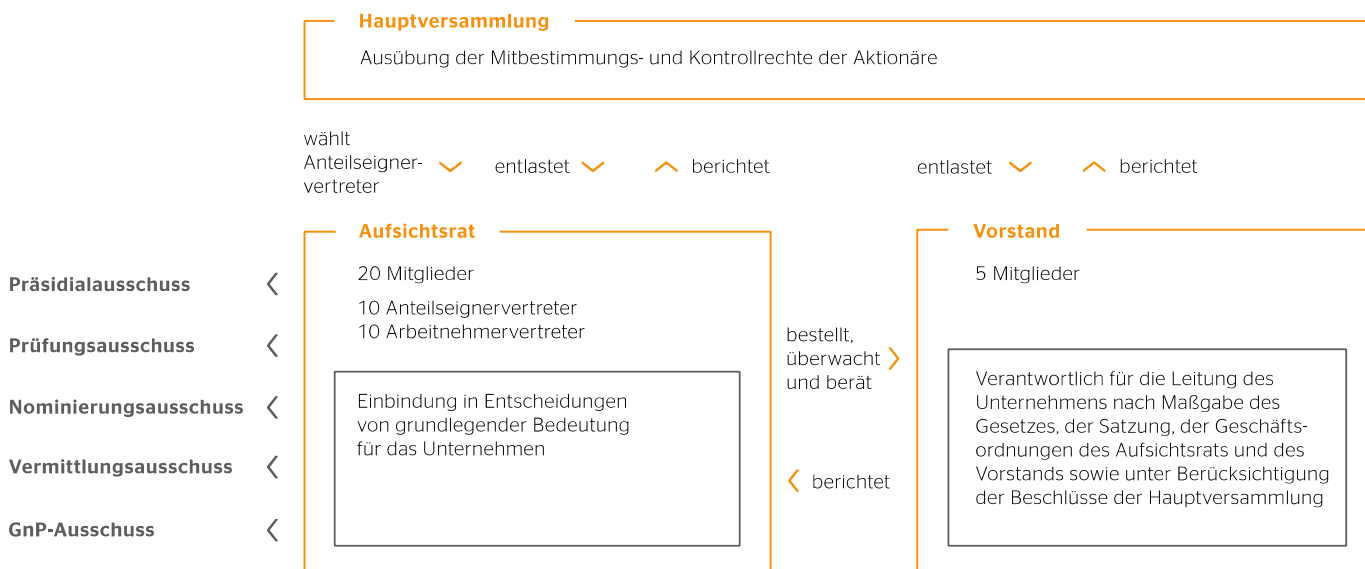 Hauptversammlung
Ausübung der Mitbestimmungs- und Kontrollrechte der Aktionäre
wählt
Anteilseigner-
vertreter
entlastet
berichtet
entlastet
berichtet
Aufsichtsrat
20 Mitglieder
10 Anteilseignervertreter
10 Arbeitnehmervertreter
Einbindung in Entscheidungen
von grundlegender Bedeutung
für das Unternehmen
Präsidialausschuss
Prüfungsausschuss
Nominierungsausschuss
Vermittlungsausschuss
GnP-Ausschuss
bestellt,
überwacht
und berät
berichtet
Vorstand
5 Mitglieder
Verantwortlich für die Leitung des
Unternehmens nach Maßgabe des
Gesetzes, der Satzung, der Geschäfts-
ordnungen des Aufsichtsrats und des
Vorstands sowie unter Berücksichtigung
der Beschlüsse der Hauptversammlung